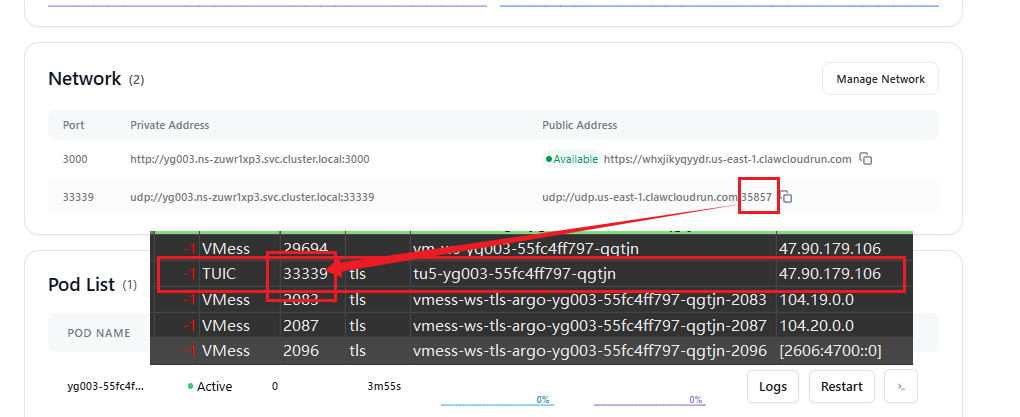 Network (2)
Manage Network
Port Private Address Public Address
3000 http://yg003.ns-zuwr1xp3.svc.cluster.local:3000 Available https://whxjikyqyydr.us-east-1.clawcloudrun.com
33339 udp://yg003.ns-zuwr1xp3.svc.cluster.local:33339 udp://udp.us-east-1.clawcloudrun.com:35857
-1 VMess 29694 vm-ws-yg003-55fc4ff797-qgtjn 47.90.179.106
-1 TUIC 33339 tls tu5-yg003-55fc4ff797-qgtjn 47.90.179.106
-1 VMess 2083 tls vmess-ws-tls-argo-yg003-55fc4ff797-qgtjn-2083 104.19.0.0
-1 VMess 2087 tls vmess-ws-tls-argo-yg003-55fc4ff797-qgtjn-2087 104.20.0.0
-1 VMess 2096 tls vmess-ws-tls-argo-yg003-55fc4ff797-qgtjn-2096 [2606:4700::0]
Pod List (1)
POD NAME
yg003-55fc4f... Active 0 3m55s 0% 0% Logs Restart >_